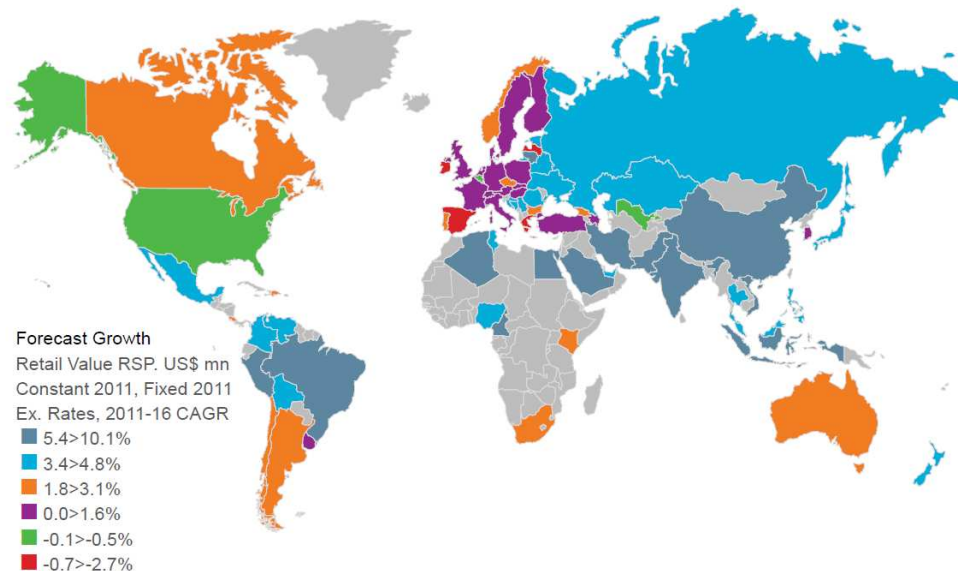 Forecast Growth
Retail Value RSP. US$ mn
Constant 2011, Fixed 2011
Ex. Rates, 2011-16 CAGR
5.4>10.1%
3.4>4.8%
1.8>3.1%
0.0>1.6%
-0.1>-0.5%
-0.7>-2.7%